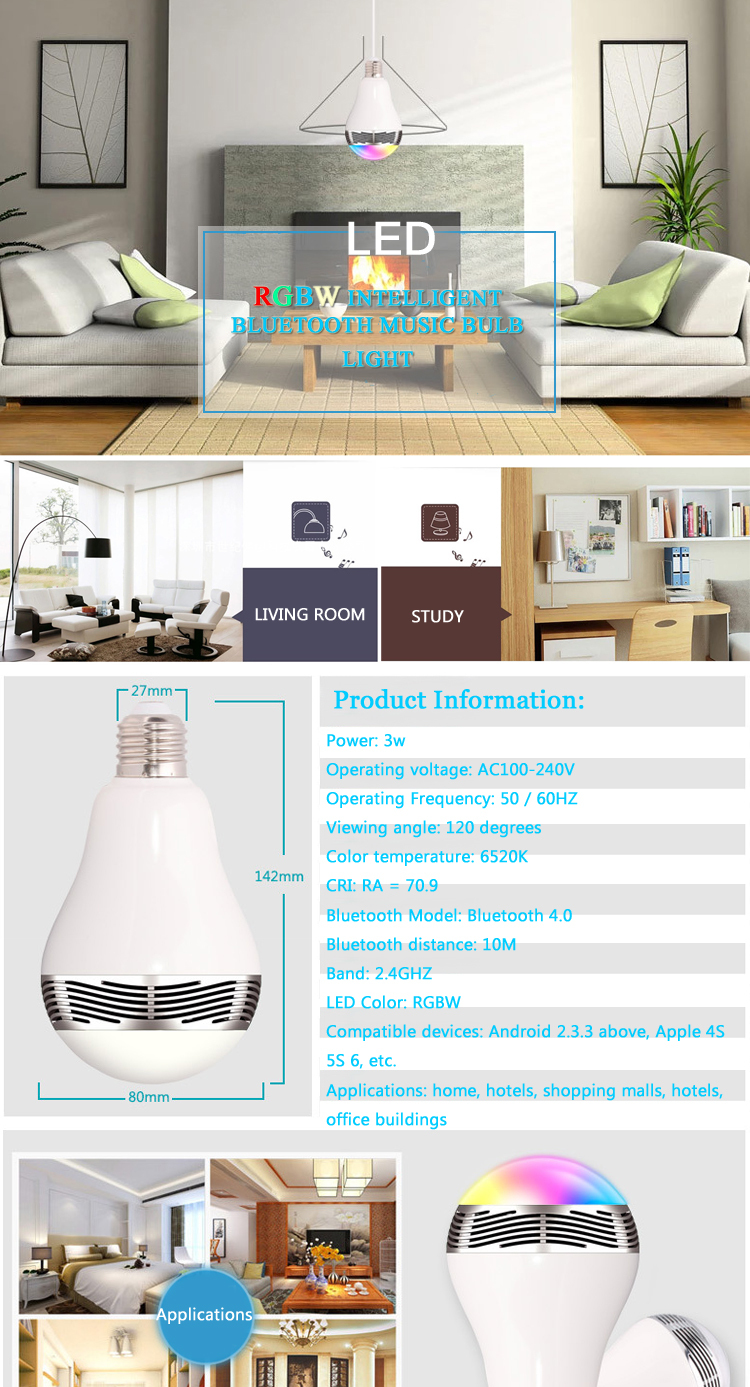 LED
RGBW INTELLIGENT
BLUETOOTH MUSIC BULB
LIGHT
LIVING ROOM
STUDY
27mm
142mm
80mm
Product Information:
Power: 3w
Operating voltage: AC100-240V
Operating Frequency: 50 / 60HZ
Viewing angle: 120 degrees
Color temperature: 6520K
CRI: RA = 70.9
Bluetooth Model: Bluetooth 4.0
Bluetooth distance: 10M
Band: 2.4GHZ
LED Color: RGBW
Compatible devices: Android 2.3.3 above, Apple 4S
5S 6, etc.
Applications: home, hotels, shopping malls, hotels,
office buildings
Applications